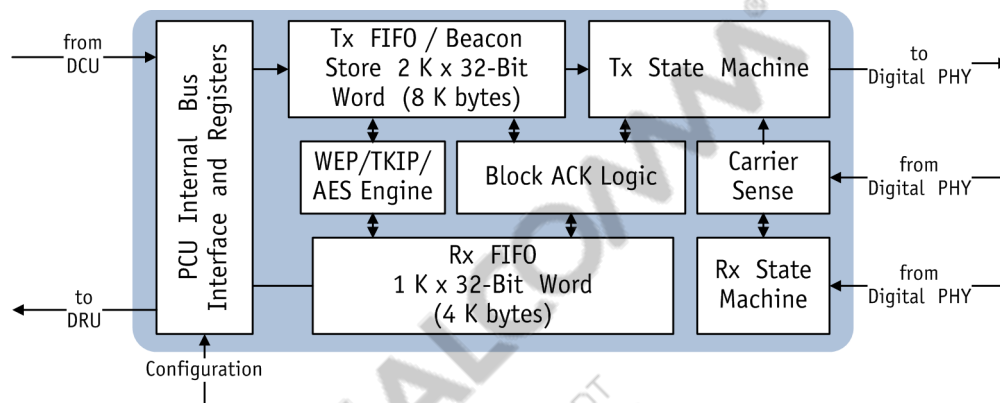 from
DCU
PCU Internal Bus
Interface and Registers
Tx FIFO / Beacon
Store 2 K x 32-Bit
Word (8 K bytes)
Tx State Machine
to
Digital PHY
WEP/TKIP/
AES Engine
Block ACK Logic
Carrier
Sense
from
Digital PHY
Rx FIFO
1 K x 32-Bit Word
(4 K bytes)
Rx State
Machine
from
Digital PHY
to
DRU
Configuration
ALCOMM®